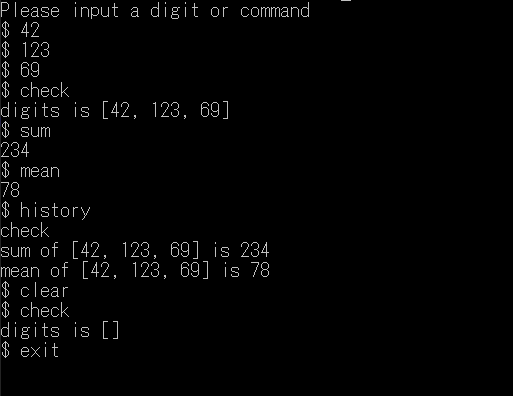 Please input a digit or command
$ 42
$ 123
$ 69
$ check
digits is [42, 123, 69]
$ sum
234
$ mean
78
$ history
check
sum of [42, 123, 69] is 234
mean of [42, 123, 69] is 78
$ clear
$ check
digits is []
$ exit